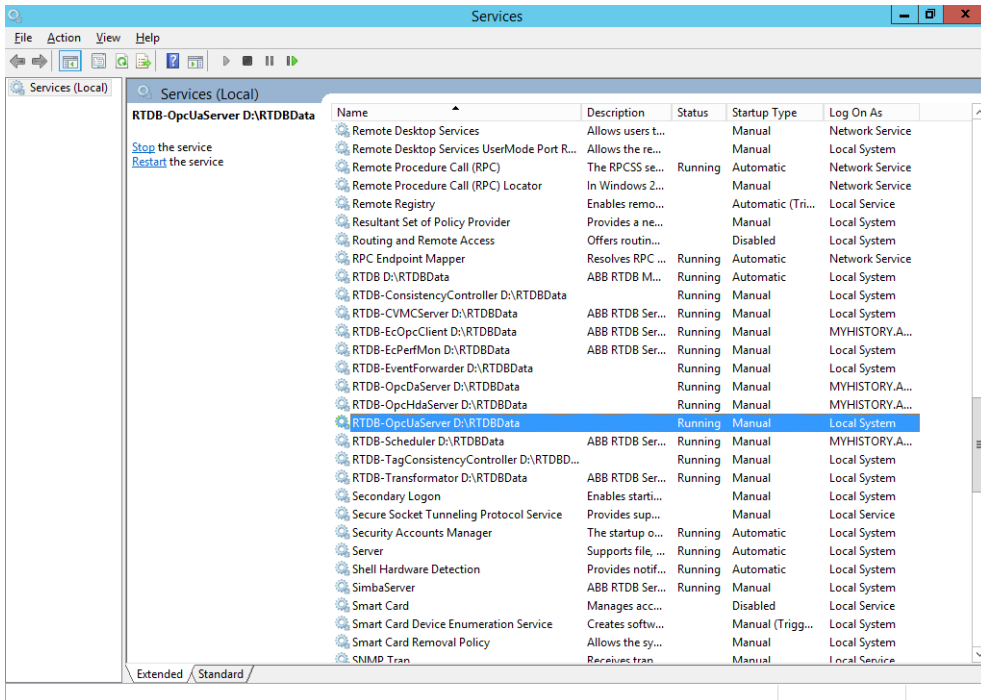 Services
File Action View Help
Services (Local)
Services (Local)
RTDB-OpcUaServer D:\RTDBData
Stop the service
Restart the service
Name Description Status Startup Type Log On As
Remote Desktop Services Allows users t... Manual Network Service
Remote Desktop Services UserMode Port R... Allows the re... Manual Local System
Remote Procedure Call (RPC) The RPCSS se... Running Automatic Network Service
Remote Procedure Call (RPC) Locator In Windows 2... Manual Network Service
Remote Registry Enables remo... Automatic (Tri... Local Service
Resultant Set of Policy Provider Provides a ne... Manual Local System
Routing and Remote Access Offers routin... Disabled Local System
RPC Endpoint Mapper Resolves RPC ... Running Automatic Network Service
RTDB D:\RTDBData ABB RTDB M... Running Automatic Local System
RTDB-ConsistencyController D:\RTDBData Running Manual Local System
RTDB-CVMCServer D:\RTDBData ABB RTDB Ser... Running Manual Local System
RTDB-EcOpcClient D:\RTDBData ABB RTDB Ser... Running Manual MYHISTORY.A...
RTDB-EcPerfMon D:\RTDBData ABB RTDB Ser... Running Manual Local System
RTDB-EventForwarder D:\RTDBData Running Manual Local System
RTDB-OpcDaServer D:\RTDBData Running Manual MYHISTORY.A...
RTDB-OpcHdaServer D:\RTDBData Running Manual MYHISTORY.A...
RTDB-OpcUaServer D:\RTDBData Running Manual Local System
RTDB-Scheduler D:\RTDBData ABB RTDB Ser... Running Manual MYHISTORY.A...
RTDB-TagConsistencyController D:\RTDBD... Running Manual Local System
RTDB-Transformator D:\RTDBData ABB RTDB Ser... Running Manual Local System
Secondary Logon Enables starti... Manual Local System
Secure Socket Tunneling Protocol Service Provides sup... Manual Local Service
Security Accounts Manager The startup o... Running Automatic Local System
Server Supports file, ... Running Automatic Local System
Shell Hardware Detection Provides notif... Running Automatic Local System
SimbaServer ABB RTDB Ser... Running Manual Local System
Smart Card Manages acc... Disabled Local Service
Smart Card Device Enumeration Service Creates softw... Manual (Trigg... Local System
Smart Card Removal Policy Allows the sy... Manual Local System
SNMP Trap Receives trap... Manual Local Service
Extended Standard